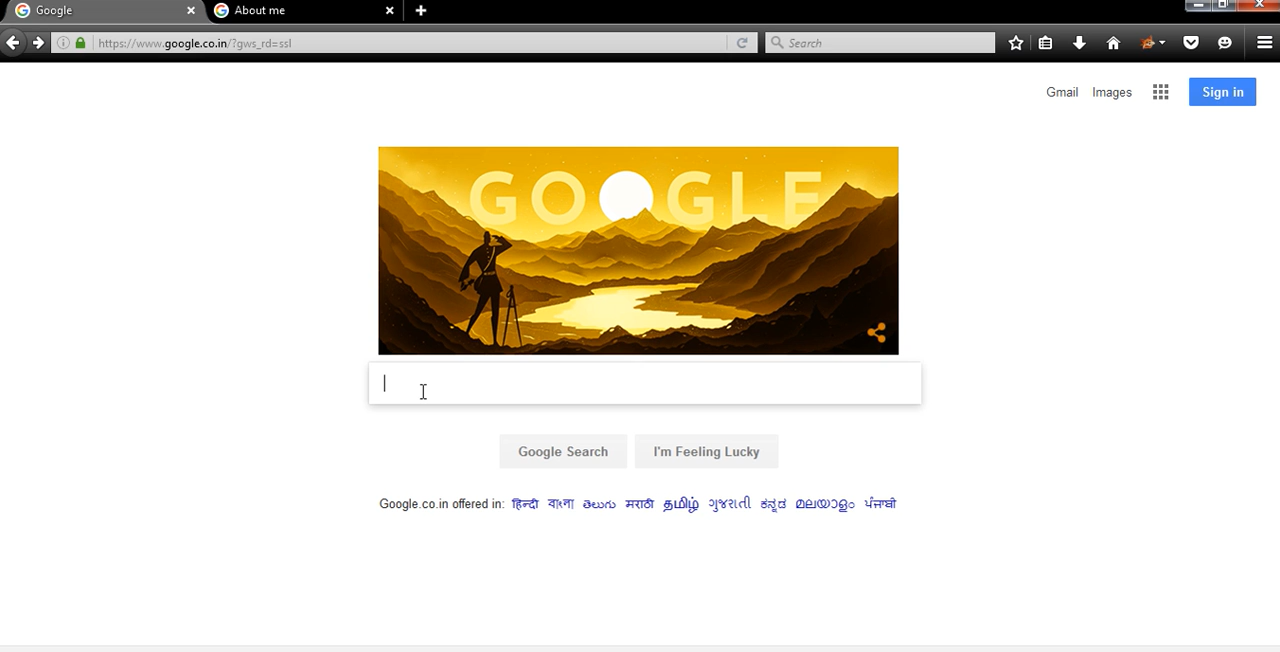 Google
About me
https://www.google.co.in/?gws_rd=ssl
Search
Gmail Images Sign in
GOOGLE
Google Search I'm Feeling Lucky
Google.co.in offered in: हिन्दी বাংলা తెలుగు मराठी தமிழ் ગુજરાતી ಕನ್ನಡ മലയാളം ਪੰਜਾਬੀ